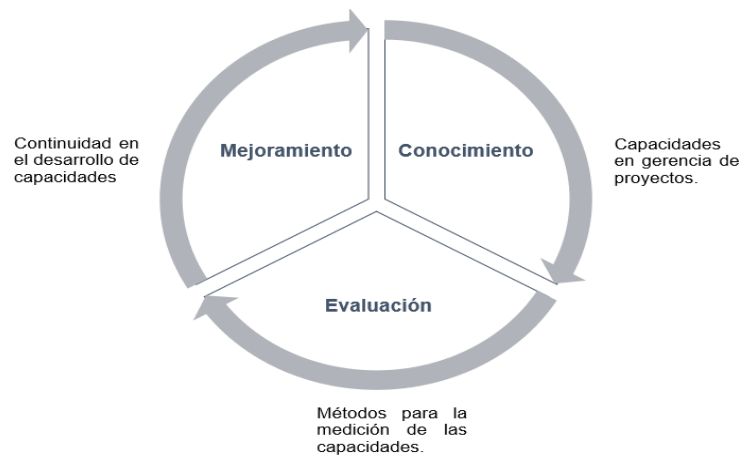 Continuidad en
el desarrollo de
capacidades
Mejoramiento
Conocimiento
Capacidades
en gerencia de
proyectos.
Evaluación
Métodos para la
medición de las
capacidades.